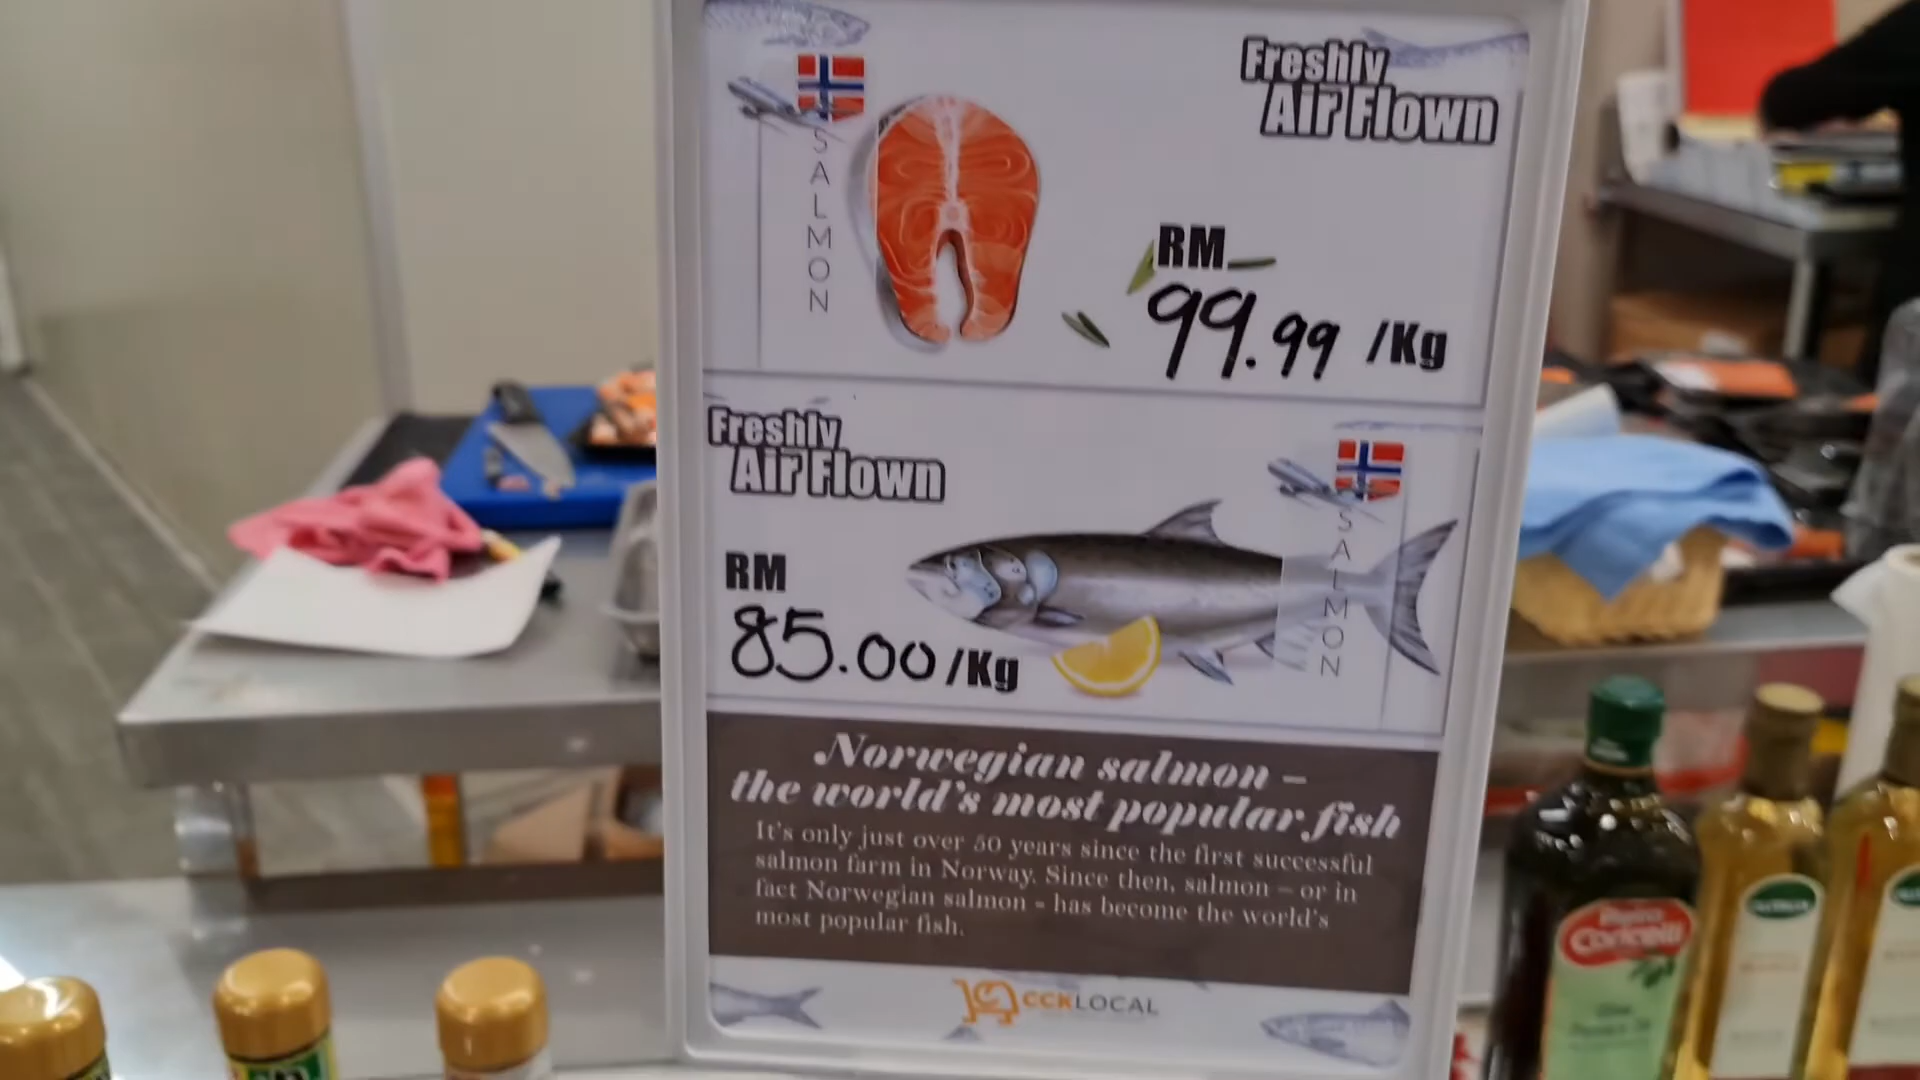 Freshly
Air Flown
SALMON
RM
99.99 /Kg
Freshly
Air Flown
SALMON
RM
85.00 /Kg
Norwegian salmon –
the world's most popular fish
It's only just over 50 years since the first successful
salmon farm in Norway. Since then, salmon – or in
fact Norwegian salmon - has become the world's
most popular fish.
CCKLOCAL
Coricelli